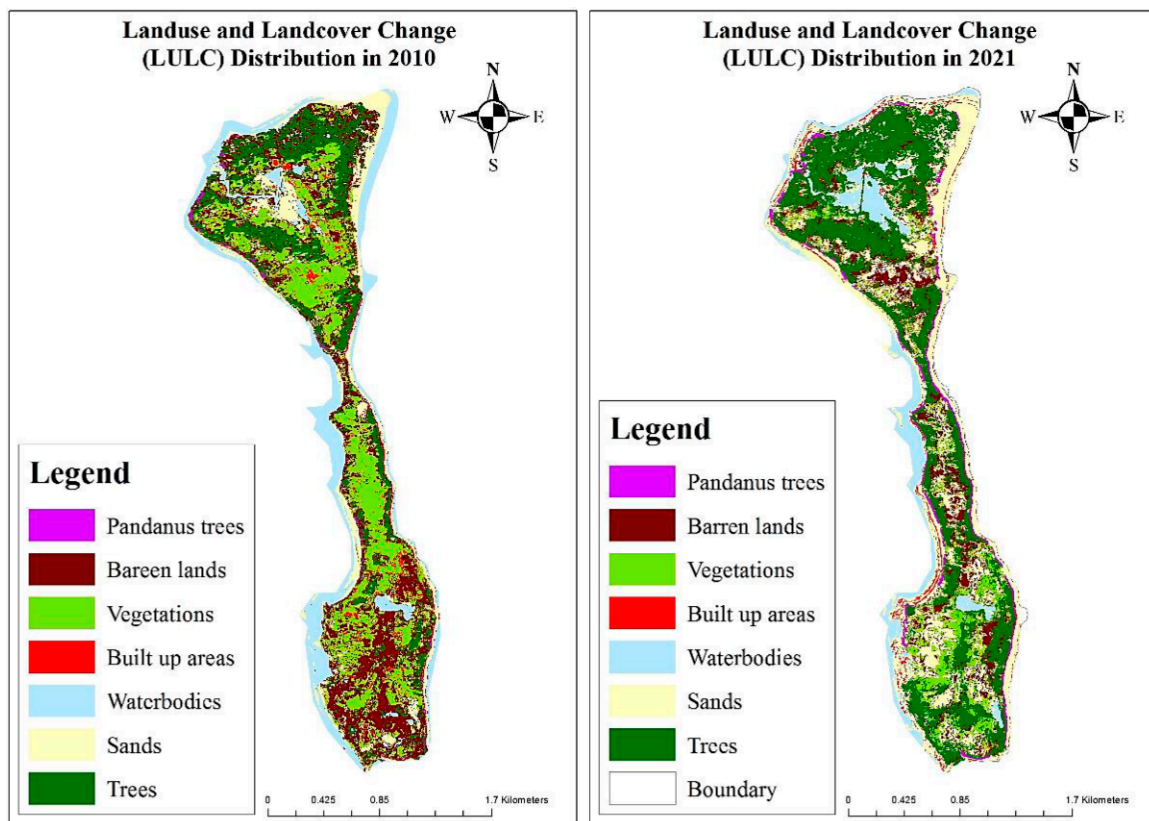 Landuse and Landcover Change
(LULC) Distribution in 2010
N
W
E
S
Legend
Pandanus trees
Bareen lands
Vegetations
Built up areas
Waterbodies
Sands
Trees
0 0.425 0.85 1.7 Kilometers
Landuse and Landcover Change
(LULC) Distribution in 2021
N
W
E
S
Legend
Pandanus trees
Barren lands
Vegetations
Built up areas
Waterbodies
Sands
Trees
Boundary
0 0.425 0.85 1.7 Kilometers